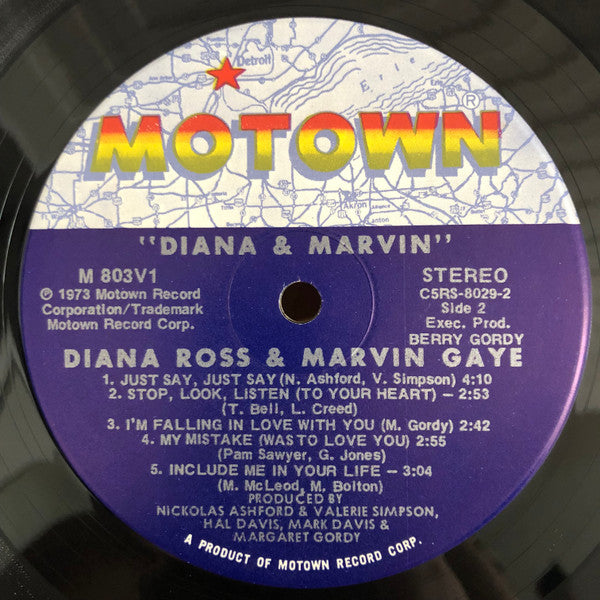 Detroit
Erie
MOTOWN®
Akron
"DIANA & MARVIN"
M 803V1
℗ 1973 Motown Record
Corporation/Trademark
Motown Record Corp.
STEREO
C5RS-8029-2
Side 2
Exec. Prod.
BERRY GORDY
DIANA ROSS & MARVIN GAYE
1. JUST SAY, JUST SAY (N. Ashford, V. Simpson) 4:10
2. STOP, LOOK, LISTEN (TO YOUR HEART) – 2:53
(T. Bell, L. Creed)
3. I'M FALLING IN LOVE WITH YOU (M. Gordy) 2:42
4. MY MISTAKE (WAS TO LOVE YOU) 2:55
(Pam Sawyer, G. Jones)
5. INCLUDE ME IN YOUR LIFE – 3:04
(M. McLeod, M. Bolton)
PRODUCED BY
NICKOLAS ASHFORD & VALERIE SIMPSON,
HAL DAVIS, MARK DAVIS &
MARGARET GORDY
A PRODUCT OF MOTOWN RECORD CORP.